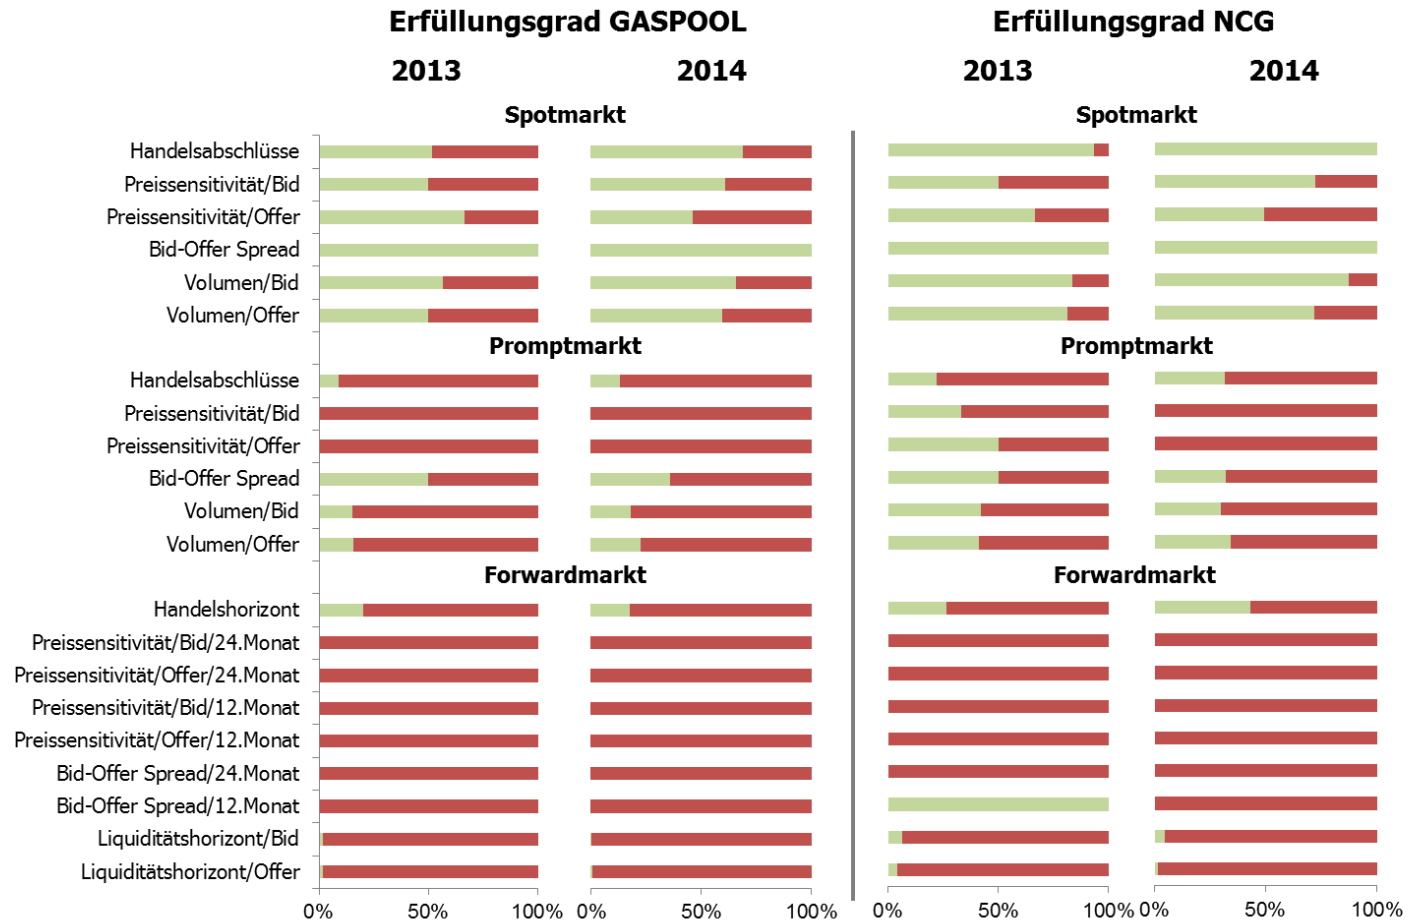 Erfüllungsgrad GASPOOL
Erfüllungsgrad NCG
2013
2014
2013
2014
Spotmarkt
Spotmarkt
Handelsabschlüsse
Preissensitivität/Bid
Preissensitivität/Offer
Bid-Offer Spread
Volumen/Bid
Volumen/Offer
Promptmarkt
Promptmarkt
Handelsabschlüsse
Preissensitivität/Bid
Preissensitivität/Offer
Bid-Offer Spread
Volumen/Bid
Volumen/Offer
Forwardmarkt
Forwardmarkt
Handelshorizont
Preissensitivität/Bid/24.Monat
Preissensitivität/Offer/24.Monat
Preissensitivität/Bid/12.Monat
Preissensitivität/Offer/12.Monat
Bid-Offer Spread/24.Monat
Bid-Offer Spread/12.Monat
Liquiditätshorizont/Bid
Liquiditätshorizont/Offer
0% 50% 100%
0% 50% 100%
0% 50% 100%
0% 50% 100%